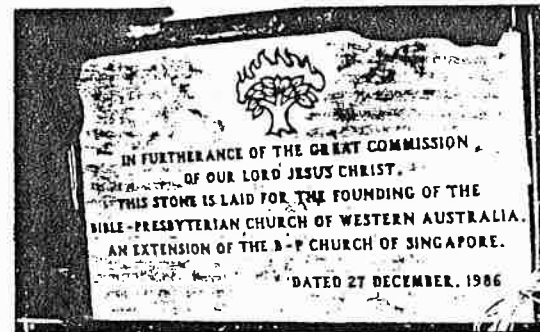 IN FURTHERANCE OF THE GREAT COMMISSION
OF OUR LORD JESUS CHRIST.
THIS STONE IS LAID FOR THE FOUNDING OF THE
BIBLE-PRESBYTERIAN CHURCH OF WESTERN AUSTRALIA.
AN EXTENSION OF THE B-P CHURCH OF SINGAPORE.
DATED 27 DECEMBER, 1986